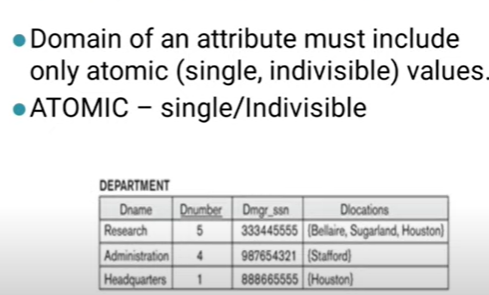 • Domain of an attribute must include
only atomic (single, indivisible) values.
• ATOMIC – single/Indivisible
DEPARTMENT
Dname Dnumber Dmgr_ssn Dlocations
Research 5 333445555 {Bellaire, Sugarland, Houston}
Administration 4 987654321 {Stafford}
Headquarters 1 888665555 {Houston}